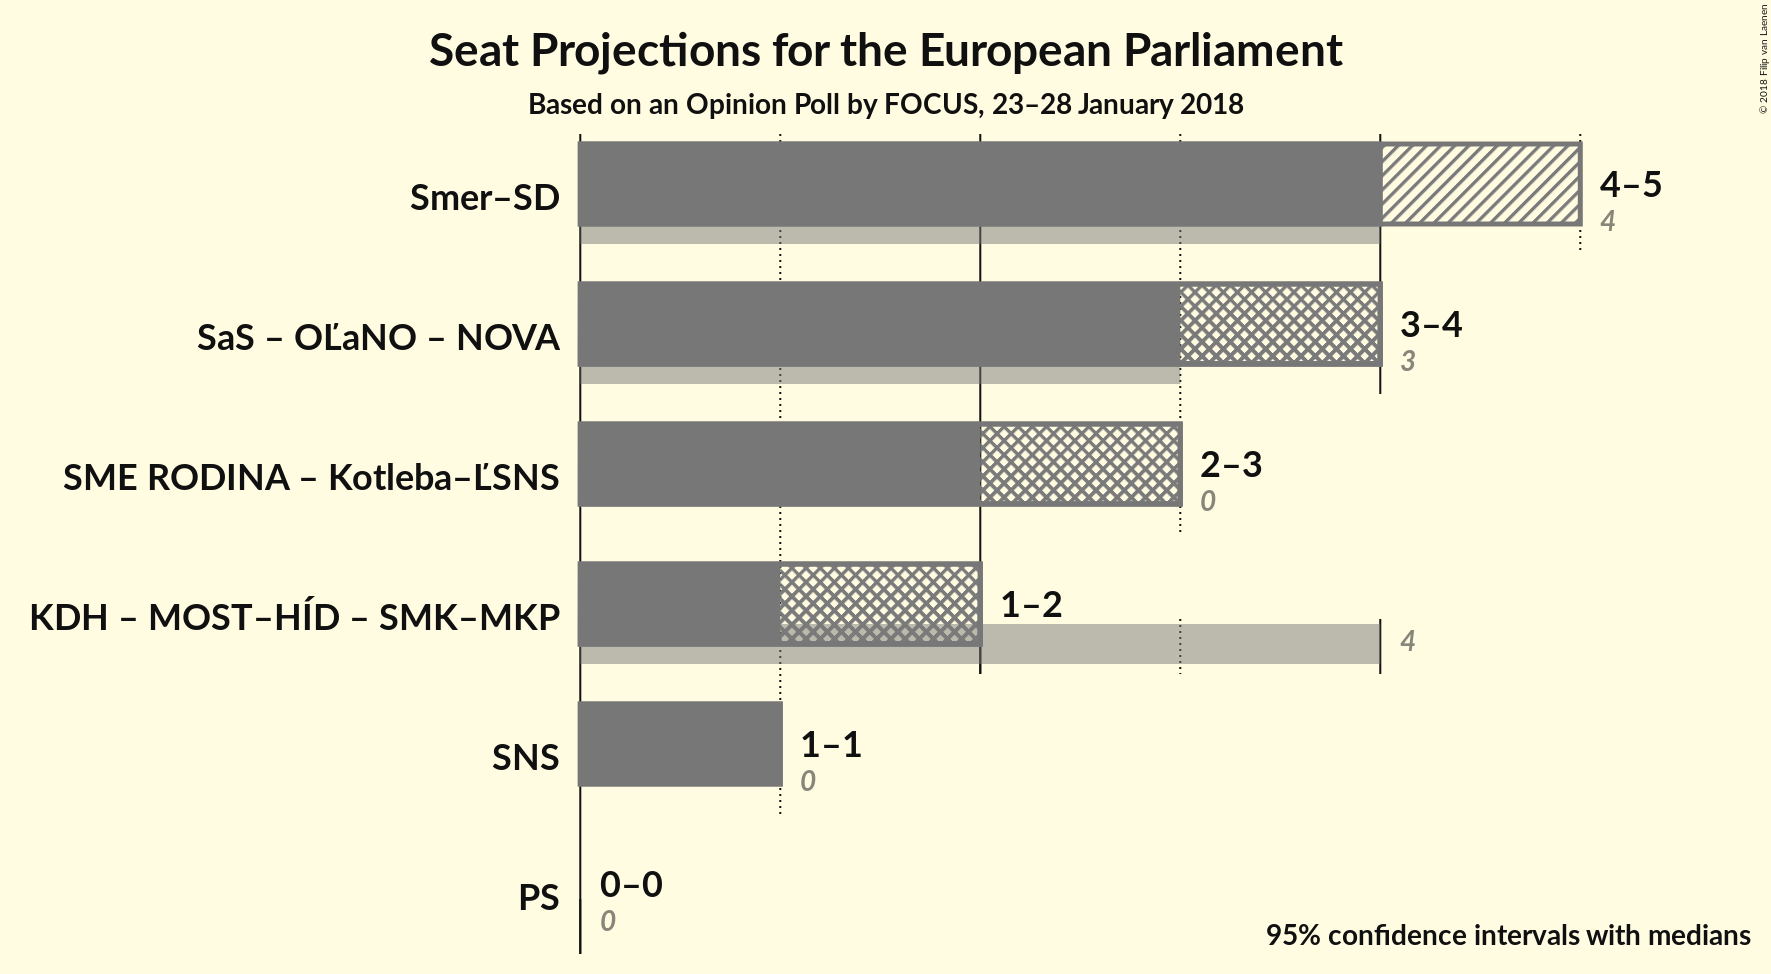 Seat Projections for the European Parliament
Based on an Opinion Poll by FOCUS, 23–28 January 2018
© 2018 Filip van Laenen
Smer–SD
4–5
4
SaS – OĽaNO – NOVA
3–4
3
SME RODINA – Kotleba–ĽSNS
2–3
0
KDH – MOST–HÍD – SMK–MKP
1–2
4
SNS
1–1
0
PS
0–0
0
95% confidence intervals with medians